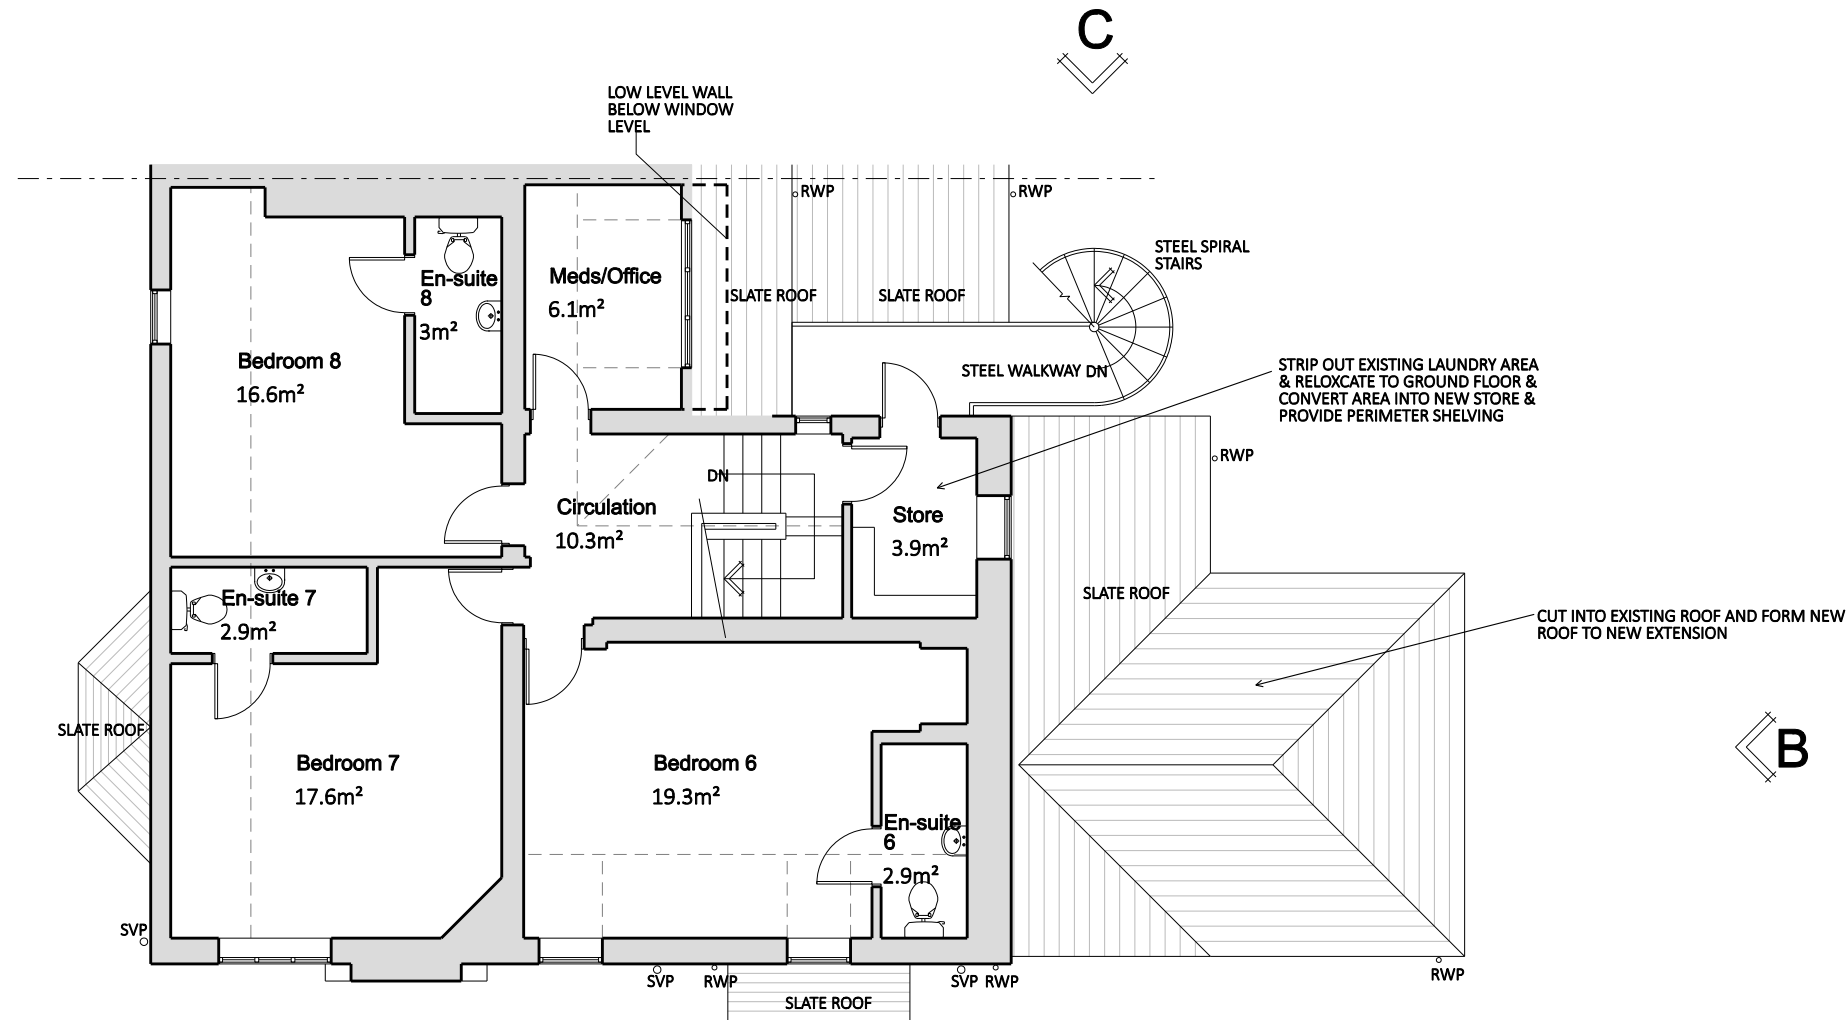 C
LOW LEVEL WALL
BELOW WINDOW
LEVEL
RWP
RWP
STEEL SPIRAL
STAIRS
En-suite
8
3m²
Meds/Office
6.1m²
SLATE ROOF
SLATE ROOF
Bedroom 8
16.6m²
STEEL WALKWAY DN
STRIP OUT EXISTING LAUNDRY AREA
& RELOXCATE TO GROUND FLOOR &
CONVERT AREA INTO NEW STORE &
PROVIDE PERIMETER SHELVING
RWP
DN
Circulation
10.3m²
Store
3.9m²
SLATE ROOF
En-suite 7
2.9m²
CUT INTO EXISTING ROOF AND FORM NEW
ROOF TO NEW EXTENSION
SLATE ROOF
Bedroom 7
17.6m²
Bedroom 6
19.3m²
B
En-suite
6
2.9m²
SVP
SVP
RWP
SVP
RWP
RWP
SLATE ROOF